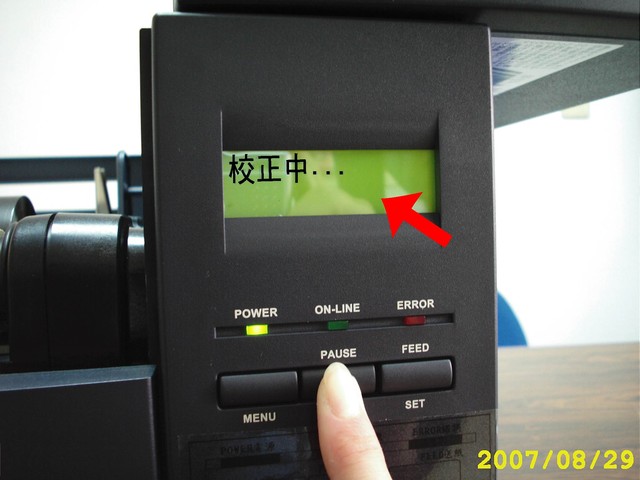 校正中···
POWER
ON-LINE
ERROR
PAUSE
FEED
MENU
SET
2007/08/29